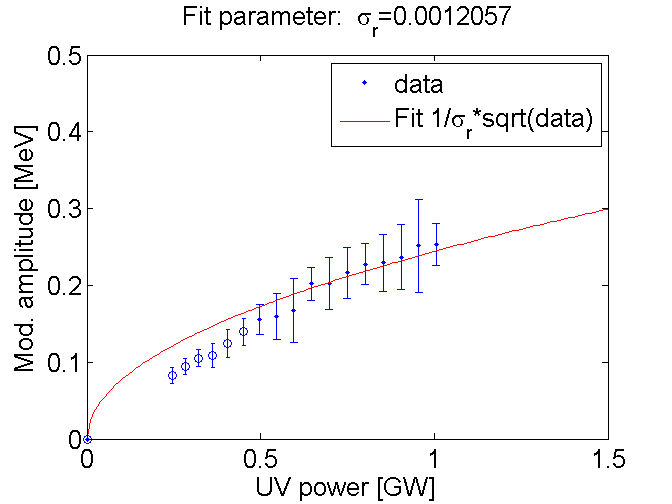 Fit parameter: σr=0.0012057
0.5
0.4
0.3
0.2
0.1
0
Mod. amplitude [MeV]
data
Fit 1/σr*sqrt(data)
0 0.5 1 1.5
UV power [GW]